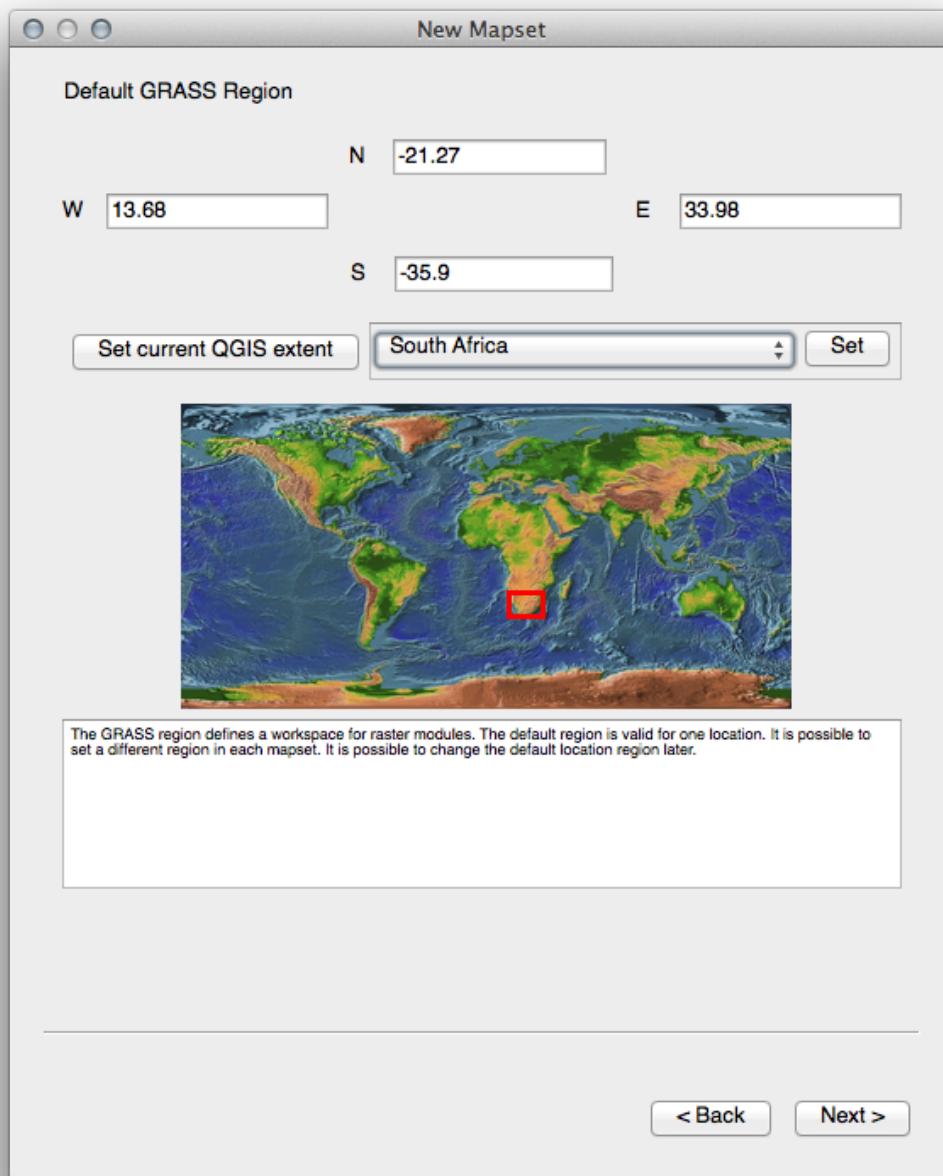 New Mapset
Default GRASS Region
N -21.27
W 13.68 E 33.98
S -35.9
Set current QGIS extent South Africa Set
The GRASS region defines a workspace for raster modules. The default region is valid for one location. It is possible to
set a different region in each mapset. It is possible to change the default location region later.
< Back Next >